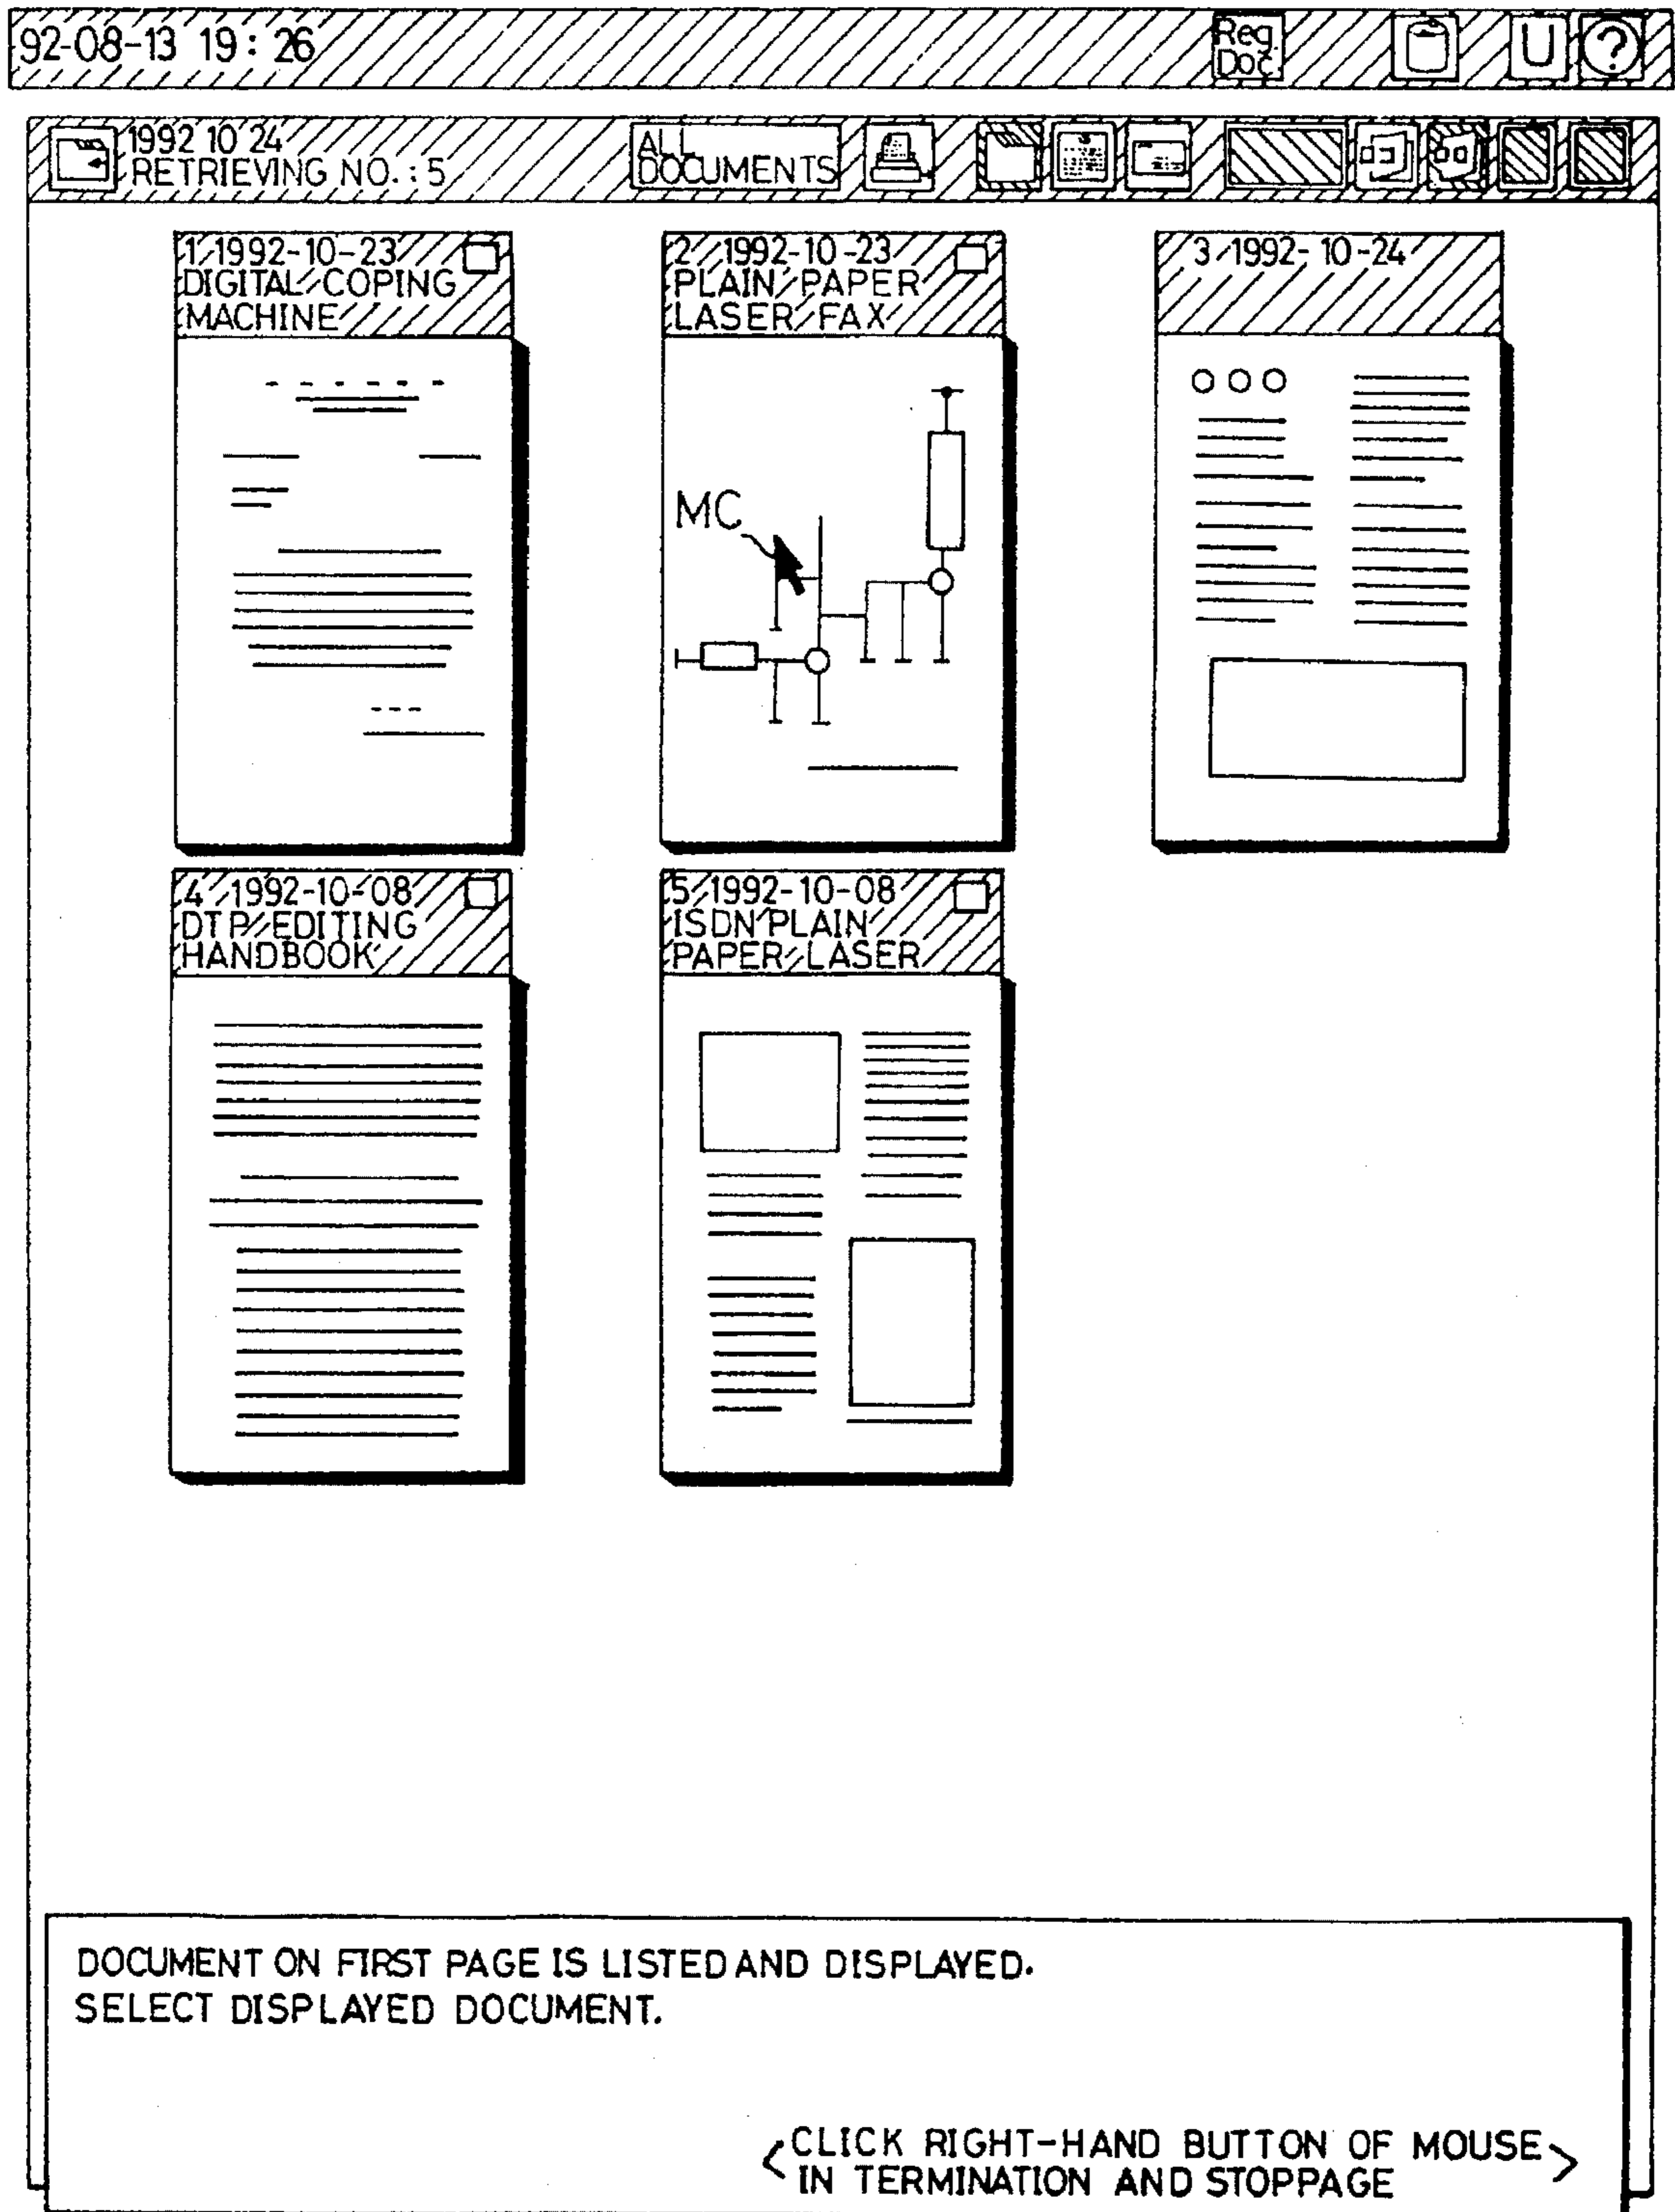 92-08-13 19:26
Reg
Doc
U
?
1992 10 24
RETRIEVING NO.:5
ALL
DOCUMENTS
1 1992-10-23
DIGITAL COPING
MACHINE
2 1992-10-23
PLAIN PAPER
LASER FAX
3 1992-10-24
MC
4 1992-10-08
DTP EDITING
HANDBOOK
5 1992-10-08
ISDN PLAIN
PAPER LASER
DOCUMENT ON FIRST PAGE IS LISTED AND DISPLAYED.
SELECT DISPLAYED DOCUMENT.
<CLICK RIGHT-HAND BUTTON OF MOUSE
IN TERMINATION AND STOPPAGE>